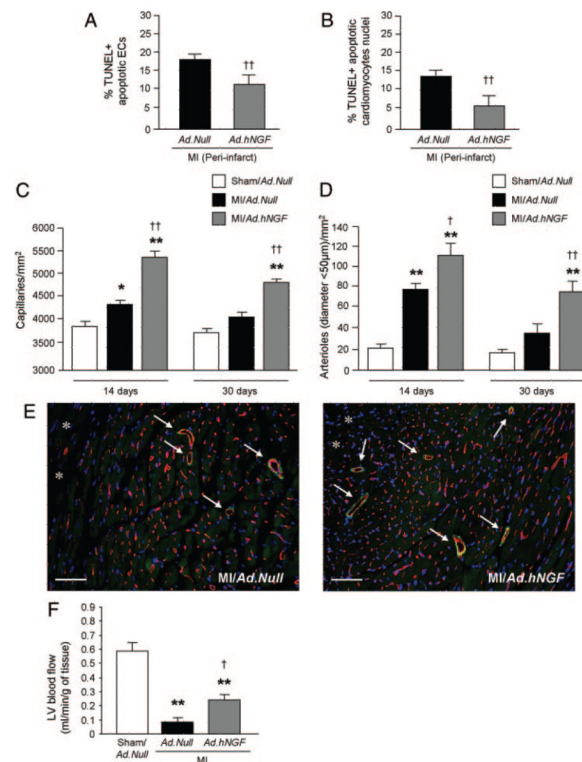 A
% TUNEL+
apoptotic ECs
30
25
20
15
10
5
0
††
Ad.Null Ad.hNGF
MI (Peri-infarct)
B
% TUNEL+ apoptotic
cardiomyocytes nuclei
30
25
20
15
10
5
0
††
Ad.Null Ad.hNGF
MI (Peri-infarct)
C
Sham/Ad.Null
MI/Ad.Null
MI/Ad.hNGF
Capillaries/mm²
6000
5500
5000
4500
4000
3500
3000
*
††
**
††
**
14 days 30 days
D
Sham/Ad.Null
MI/Ad.Null
MI/Ad.hNGF
Arterioles (diameter <50µm)/mm²
140
120
100
80
60
40
20
0
**
†
**
††
**
14 days 30 days
E
*
*
MI/Ad.Null
*
*
MI/Ad.hNGF
F
LV blood flow
(ml/min/g of tissue)
0.9
0.8
0.7
0.6
0.5
0.4
0.3
0.2
0.1
0
**
†
**
Sham/
Ad.Null
Ad.Null Ad.hNGF
MI